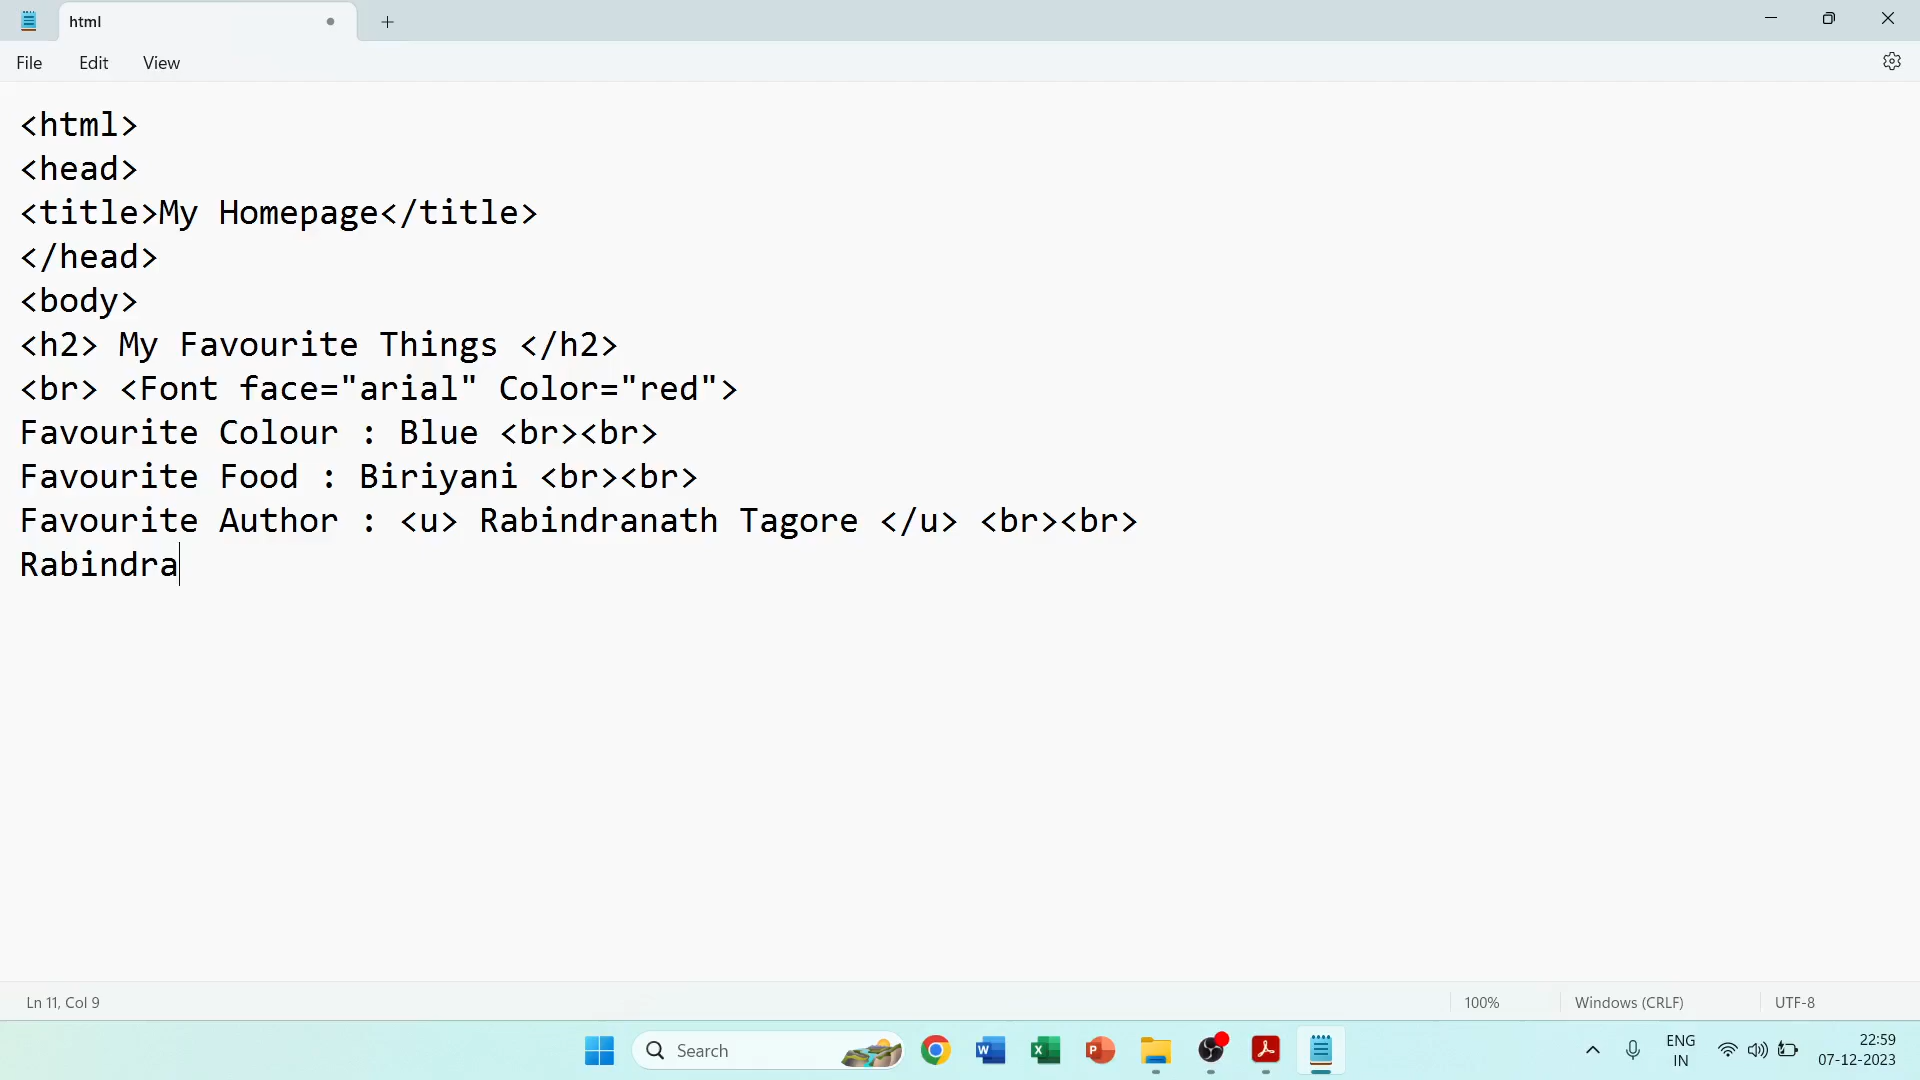 html
File Edit View
<html>
<head>
<title>My Homepage</title>
</head>
<body>
<h2> My Favourite Things </h2>
<br> <Font face="arial" Color="red">
Favourite Colour : Blue <br><br>
Favourite Food : Biriyani <br><br>
Favourite Author : <u> Rabindranath Tagore </u> <br><br>
Rabindra
Ln 11, Col 9 100% Windows (CRLF) UTF-8
Search ENG 22:59
IN 07-12-2023